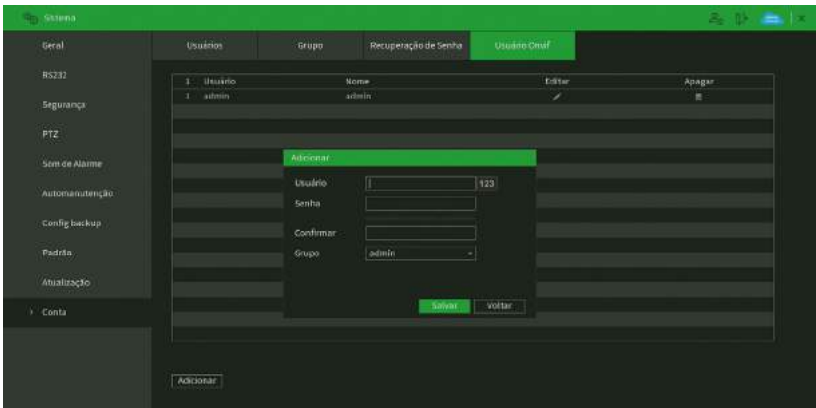 Sistema
Geral
RS232
Segurança
PTZ
Som de Alarme
Automanutenção
Config backup
Padrão
Atualização
Conta
Usuários Grupo Recuperação de Senha Usuário Onvif
1 Usuário Nome Editar Apagar
1 admin admin
Adicionar
Usuário 123
Senha
Confirmar
Grupo admin
Salvar Voltar
Adicionar